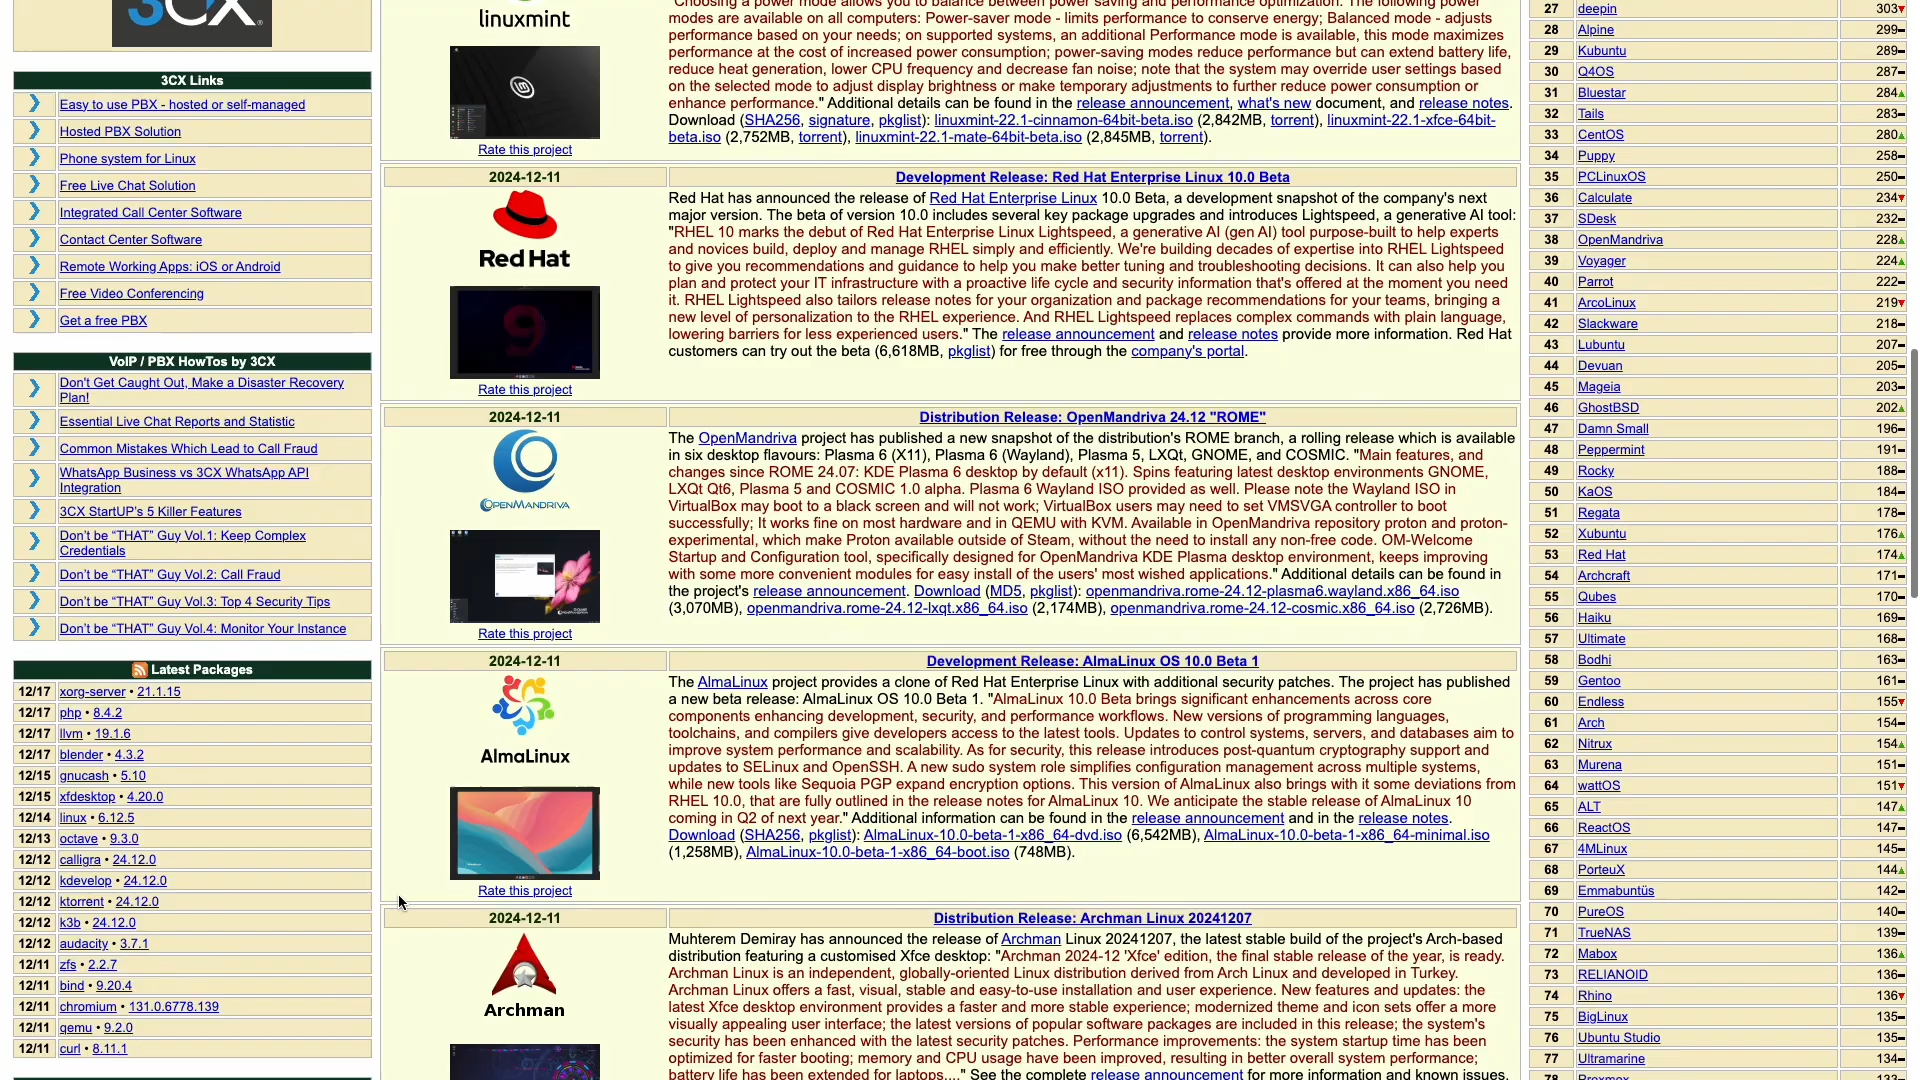 3CX
3CX Links
Easy to use PBX - hosted or self-managed
Hosted PBX Solution
Phone system for Linux
Free Live Chat Solution
Integrated Call Center Software
Contact Center Software
Remote Working Apps: iOS or Android
Free Video Conferencing
Get a free PBX
VoIP / PBX HowTos by 3CX
Don't Get Caught Out, Make a Disaster Recovery
Plan!
Essential Live Chat Reports and Statistic
Common Mistakes Which Lead to Call Fraud
WhatsApp Business vs 3CX WhatsApp API
Integration
3CX StartUP's 5 Killer Features
Don't be “THAT” Guy Vol.1: Keep Complex
Credentials
Don't be “THAT” Guy Vol.2: Call Fraud
Don't be “THAT” Guy Vol.3: Top 4 Security Tips
Don't be “THAT” Guy Vol.4: Monitor Your Instance
Latest Packages
12/17 xorg-server • 21.1.15
12/17 php • 8.4.2
12/17 llvm • 19.1.6
12/17 blender • 4.3.2
12/15 gnucash • 5.10
12/15 xfdesktop • 4.20.0
12/14 linux • 6.12.5
12/13 octave • 9.3.0
12/12 calligra • 24.12.0
12/12 kdevelop • 24.12.0
12/12 ktorrent • 24.12.0
12/12 k3b • 24.12.0
12/12 audacity • 3.7.1
12/11 zfs • 2.2.7
12/11 bind • 9.20.4
12/11 chromium • 131.0.6778.139
12/11 qemu • 9.2.0
12/11 curl • 8.11.1
linuxmint
Rate this project
"Choosing a power mode allows you to balance between power saving and performance optimization. The following power
modes are available on all computers: Power-saver mode - limits performance to conserve energy; Balanced mode - adjusts
performance based on your needs; on supported systems, an additional Performance mode is available, this mode maximizes
performance at the cost of increased power consumption; power-saving modes reduce performance but can extend battery life,
reduce heat generation, lower CPU frequency and decrease fan noise; note that the system may override user settings based
on the selected mode to adjust display brightness or make temporary adjustments to further reduce power consumption or
enhance performance." Additional details can be found in the release announcement, what's new document, and release notes.
Download (SHA256, signature, pkglist): linuxmint-22.1-cinnamon-64bit-beta.iso (2,842MB, torrent), linuxmint-22.1-xfce-64bit-
beta.iso (2,752MB, torrent), linuxmint-22.1-mate-64bit-beta.iso (2,845MB, torrent).
2024-12-11
Development Release: Red Hat Enterprise Linux 10.0 Beta
Red Hat
9
Rate this project
Red Hat has announced the release of Red Hat Enterprise Linux 10.0 Beta, a development snapshot of the company's next
major version. The beta of version 10.0 includes several key package upgrades and introduces Lightspeed, a generative AI tool:
"RHEL 10 marks the debut of Red Hat Enterprise Linux Lightspeed, a generative AI (gen AI) tool purpose-built to help experts
and novices build, deploy and manage RHEL simply and efficiently. We're building decades of expertise into RHEL Lightspeed
to give you recommendations and guidance to help you make better tuning and troubleshooting decisions. It can also help you
plan and protect your IT infrastructure with a proactive life cycle and security information that's offered at the moment you need
it. RHEL Lightspeed also tailors release notes for your organization and package recommendations for your teams, bringing a
new level of personalization to the RHEL experience. And RHEL Lightspeed replaces complex commands with plain language,
lowering barriers for less experienced users." The release announcement and release notes provide more information. Red Hat
customers can try out the beta (6,618MB, pkglist) for free through the company's portal.
2024-12-11
Distribution Release: OpenMandriva 24.12 "ROME"
OPENMANDRIVA
Rate this project
The OpenMandriva project has published a new snapshot of the distribution's ROME branch, a rolling release which is available
in six desktop flavours: Plasma 6 (X11), Plasma 6 (Wayland), Plasma 5, LXQt, GNOME, and COSMIC. "Main features, and
changes since ROME 24.07: KDE Plasma 6 desktop by default (x11). Spins featuring latest desktop environments GNOME,
LXQt Qt6, Plasma 5 and COSMIC 1.0 alpha. Plasma 6 Wayland ISO provided as well. Please note the Wayland ISO in
VirtualBox may boot to a black screen and will not work; VirtualBox users may need to set VMSVGA controller to boot
successfully; It works fine on most hardware and in QEMU with KVM. Available in OpenMandriva repository proton and proton-
experimental, which make Proton available outside of Steam, without the need to install any non-free code. OM-Welcome
Startup and Configuration tool, specifically designed for OpenMandriva KDE Plasma desktop environment, keeps improving
with some more convenient modules for easy install of the users' most wished applications." Additional details can be found in
the project's release announcement. Download (MD5, pkglist): openmandriva.rome-24.12-plasma6.wayland.x86_64.iso
(3,070MB), openmandriva.rome-24.12-lxqt.x86_64.iso (2,174MB), openmandriva.rome-24.12-cosmic.x86_64.iso (2,726MB).
2024-12-11
Development Release: AlmaLinux OS 10.0 Beta 1
AlmaLinux
Rate this project
The AlmaLinux project provides a clone of Red Hat Enterprise Linux with additional security patches. The project has published
a new beta release: AlmaLinux OS 10.0 Beta 1. "AlmaLinux 10.0 Beta brings significant enhancements across core
components enhancing development, security, and performance workflows. New versions of programming languages,
toolchains, and compilers give developers access to the latest tools. Updates to control systems, servers, and databases aim to
improve system performance and scalability. As for security, this release introduces post-quantum cryptography support and
updates to SELinux and OpenSSH. A new sudo system role simplifies configuration management across multiple systems,
while new tools like Sequoia PGP expand encryption options. This version of AlmaLinux also brings with it some deviations from
RHEL 10.0, that are fully outlined in the release notes for AlmaLinux 10. We anticipate the stable release of AlmaLinux 10
coming in Q2 of next year." Additional information can be found in the release announcement and in the release notes.
Download (SHA256, pkglist): AlmaLinux-10.0-beta-1-x86_64-dvd.iso (6,542MB), AlmaLinux-10.0-beta-1-x86_64-minimal.iso
(1,258MB), AlmaLinux-10.0-beta-1-x86_64-boot.iso (748MB).
2024-12-11
Distribution Release: Archman Linux 20241207
Archman
Muhterem Demiray has announced the release of Archman Linux 20241207, the latest stable build of the project's Arch-based
distribution featuring a customised Xfce desktop: "Archman 2024-12 'Xfce' edition, the final stable release of the year, is ready.
Archman Linux is an independent, globally-oriented Linux distribution derived from Arch Linux and developed in Turkey.
Archman Linux offers a fast, visual, stable and easy-to-use installation and user experience. New features and updates: the
latest Xfce desktop environment provides a faster and more stable experience; modernized theme and icon sets offer a more
visually appealing user interface; the latest versions of popular software packages are included in this release; the system's
security has been enhanced with the latest security patches. Performance improvements: the system startup time has been
optimized for faster booting; memory and CPU usage have been improved, resulting in better overall system performance;
battery life has been extended for laptops...." See the complete release announcement for more information and known issues.
27 deepin 303
28 Alpine 299
29 Kubuntu 289
30 Q4OS 287
31 Bluestar 284
32 Tails 283
33 CentOS 280
34 Puppy 258
35 PCLinuxOS 250
36 Calculate 234
37 SDesk 232
38 OpenMandriva 228
39 Voyager 224
40 Parrot 222
41 ArcoLinux 219
42 Slackware 218
43 Lubuntu 207
44 Devuan 205
45 Mageia 203
46 GhostBSD 202
47 Damn Small 196
48 Peppermint 191
49 Rocky 188
50 KaOS 184
51 Regata 178
52 Xubuntu 176
53 Red Hat 174
54 Archcraft 171
55 Qubes 170
56 Haiku 169
57 Ultimate 168
58 Bodhi 163
59 Gentoo 161
60 Endless 155
61 Arch 154
62 Nitrux 154
63 Murena 151
64 wattOS 151
65 ALT 147
66 ReactOS 147
67 4MLinux 145
68 PorteuX 144
69 Emmabuntüs 142
70 PureOS 140
71 TrueNAS 139
72 Mabox 136
73 RELIANOID 136
74 Rhino 136
75 BigLinux 135
76 Ubuntu Studio 135
77 Ultramarine 134
78 Proxmox 133